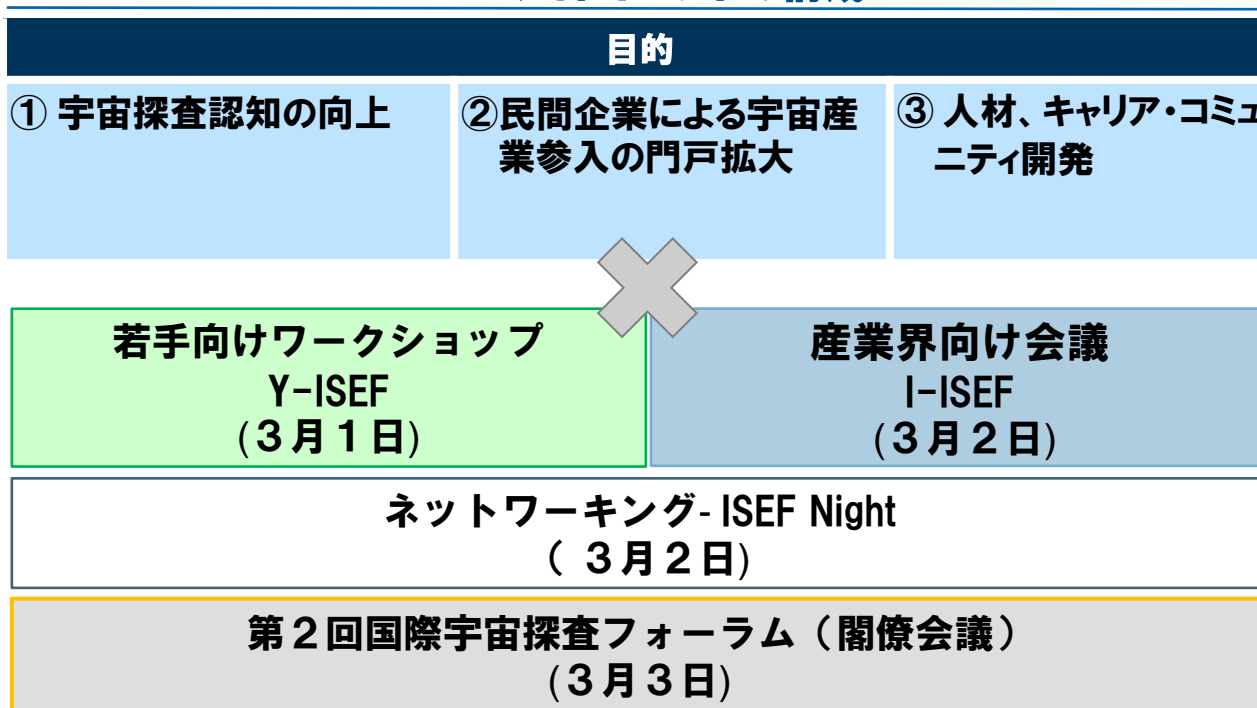 目的
① 宇宙探査認知の向上
②民間企業による宇宙産
業参入の門戸拡大
③ 人材、キャリア・コミュ
ニティ開発
若手向けワークショップ
Y-ISEF
(３月１日)
産業界向け会議
I-ISEF
(３月２日)
ネットワーキング- ISEF Night
( ３月２日)
第２回国際宇宙探査フォーラム（閣僚会議）
(３月３日)